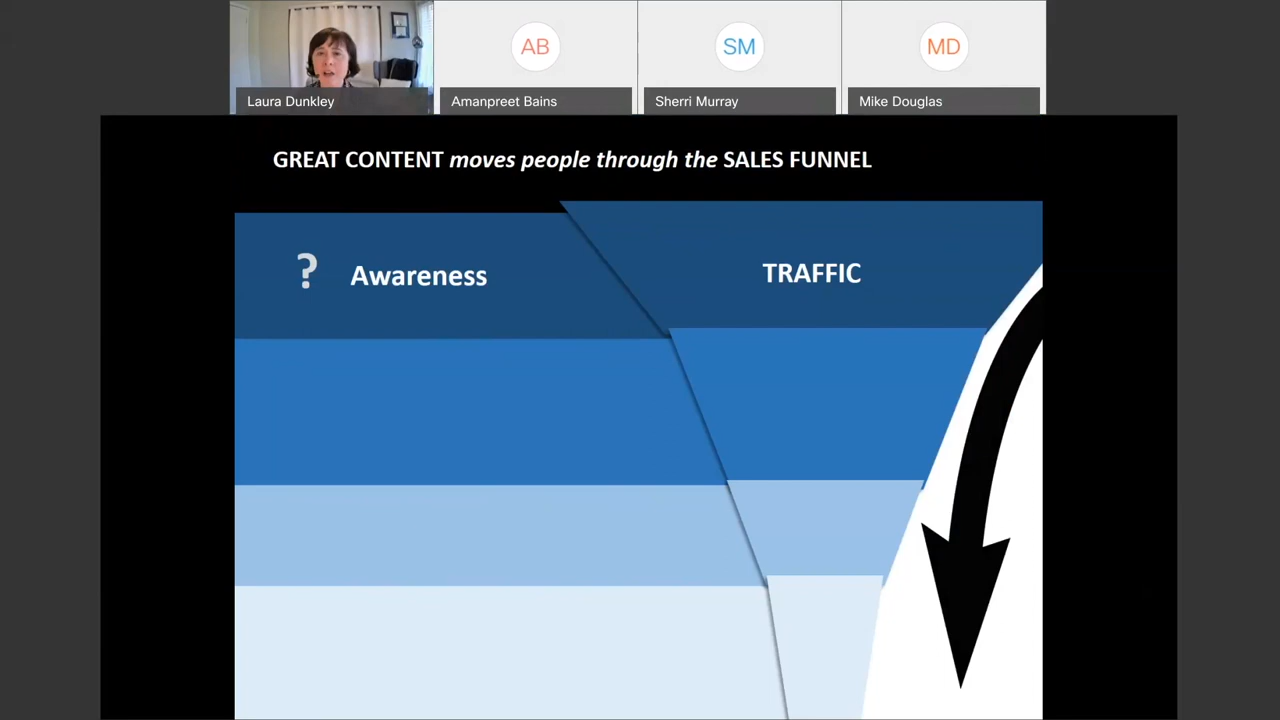 AB
SM
MD
Laura Dunkley
Amanpreet Bains
Sherri Murray
Mike Douglas
GREAT CONTENT moves people through the SALES FUNNEL
? Awareness
TRAFFIC